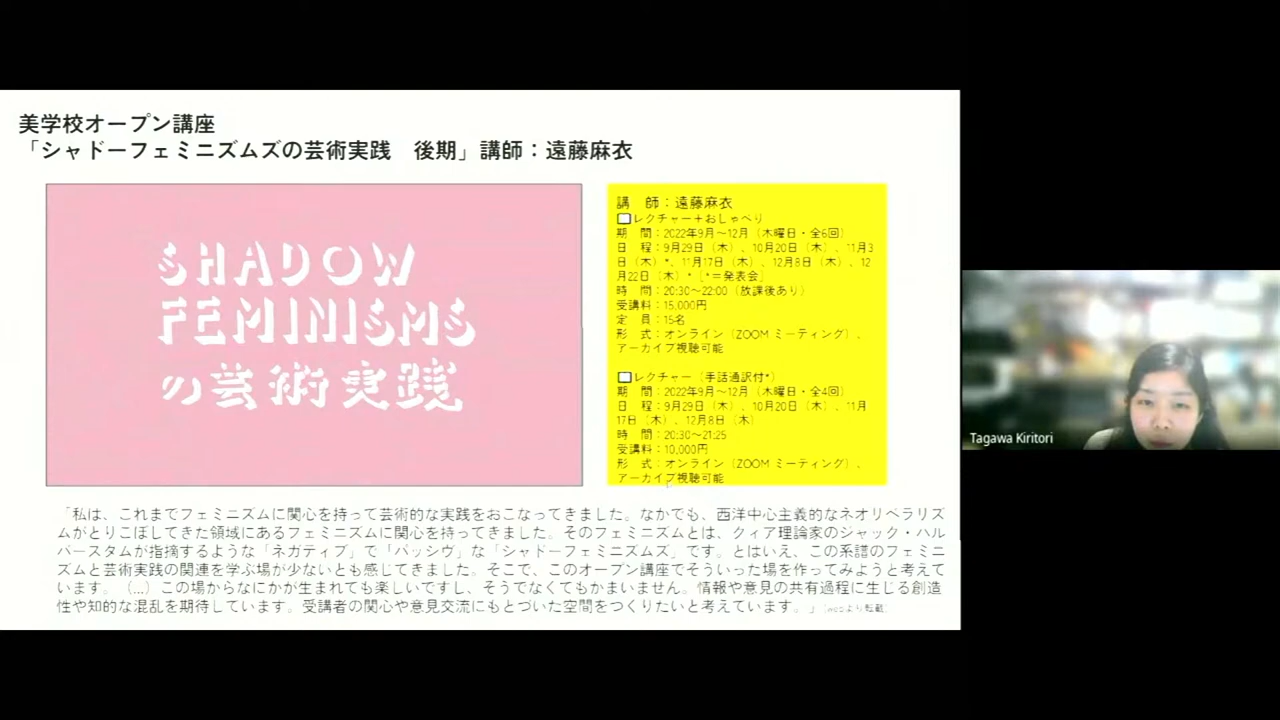 美学校オープン講座
「シャドーフェミニズムズの芸術実践　後期」講師：遠藤麻衣
SHADOW
FEMINISMS
の芸術実践
講　師：遠藤麻衣
レクチャー＋おしゃべり
期　間：2022年9月〜12月（木曜日・全6回）
日　程：9月29日（木）、10月20日（木）、11月3
日（木）*、11月17日（木）、12月8日（木）、12
月22日（木）*［*＝発表会］
時　間：20:30〜22:00（放課後あり）
受講料：15,000円
定　員：15名
形　式：オンライン（ZOOM ミーティング）、
アーカイブ視聴可能
レクチャー［手話通訳付*］
期　間：2022年9月〜12月（木曜日・全4回）
日　程：9月29日（木）、10月20日（木）、11月
17日（木）、12月8日（木）
時　間：20:30〜21:25
受講料：10,000円
形　式：オンライン（ZOOM ミーティング）、
アーカイブ視聴可能
「私は、これまでフェミニズムに関心を持って芸術的な実践をおこなってきました。なかでも、西洋中心主義的なネオリベラリズ
ムがとりこぼしてきた領域にあるフェミニズムに関心を持ってきました。そのフェミニズムとは、クィア理論家のジャック・ハル
バースタムが指摘するような「ネガティブ」で「パッシヴ」な「シャドーフェミニズムズ」です。とはいえ、この系譜のフェミニ
ズムと芸術実践の関連を学ぶ場が少ないとも感じてきました。そこで、このオープン講座でそういった場を作ってみようと考えて
います。（...）この場からなにかが生まれても楽しいですし、そうでなくてもかまいません。情報や意見の共有過程に生じる創造
性や知的な混乱を期待しています。受講者の関心や意見交流にもとづいた空間をつくりたいと考えています。」（webより転載）
Tagawa Kiritori